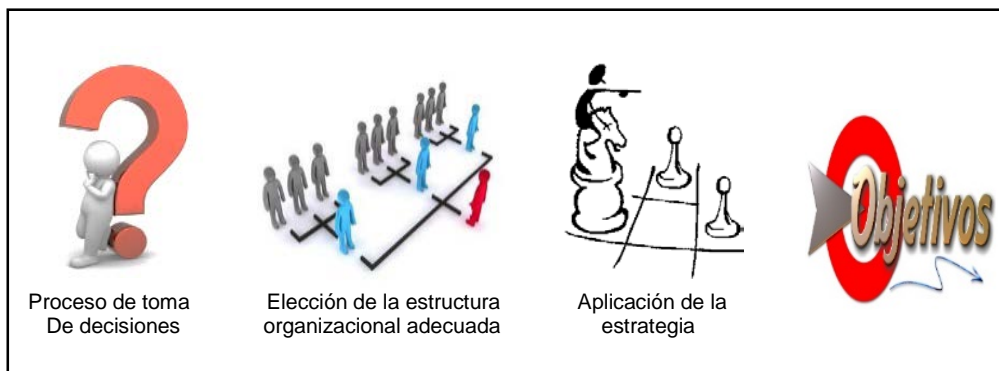 Proceso de toma
De decisiones
Elección de la estructura
organizacional adecuada
Aplicación de la
estrategia
Objetivos